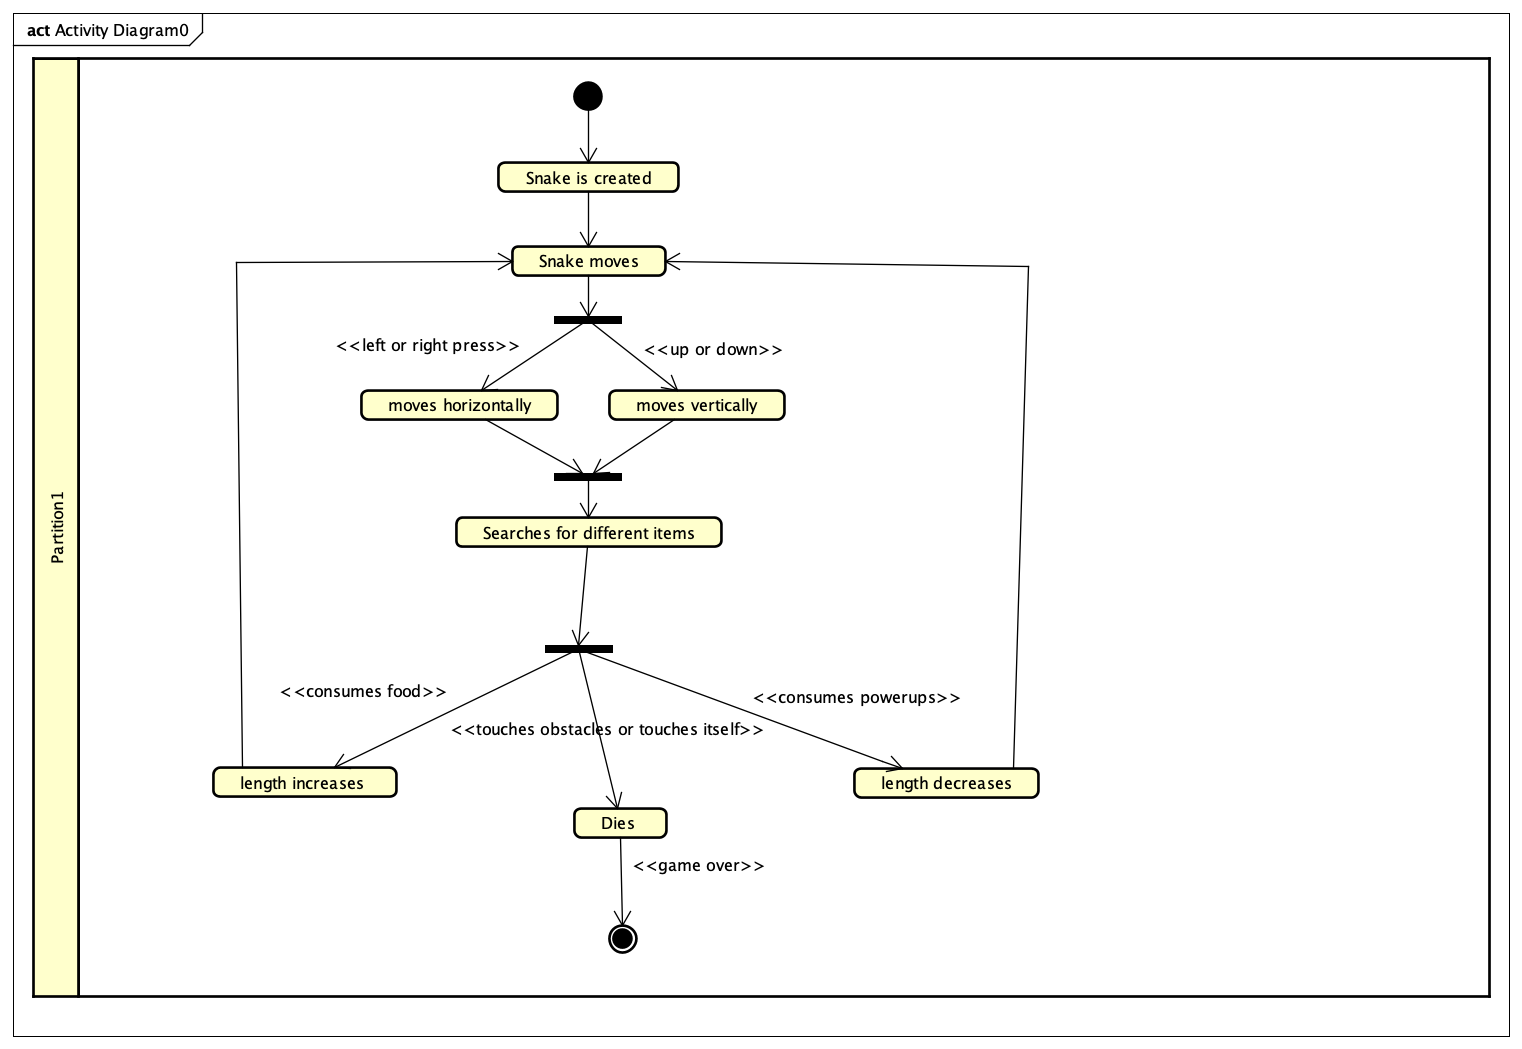 act Activity Diagram0
Partition1
Snake is created
Snake moves
<<left or right press>>
<<up or down>>
moves horizontally
moves vertically
Searches for different items
<<consumes food>>
<<consumes powerups>>
<<touches obstacles or touches itself>>
length increases
length decreases
Dies
<<game over>>